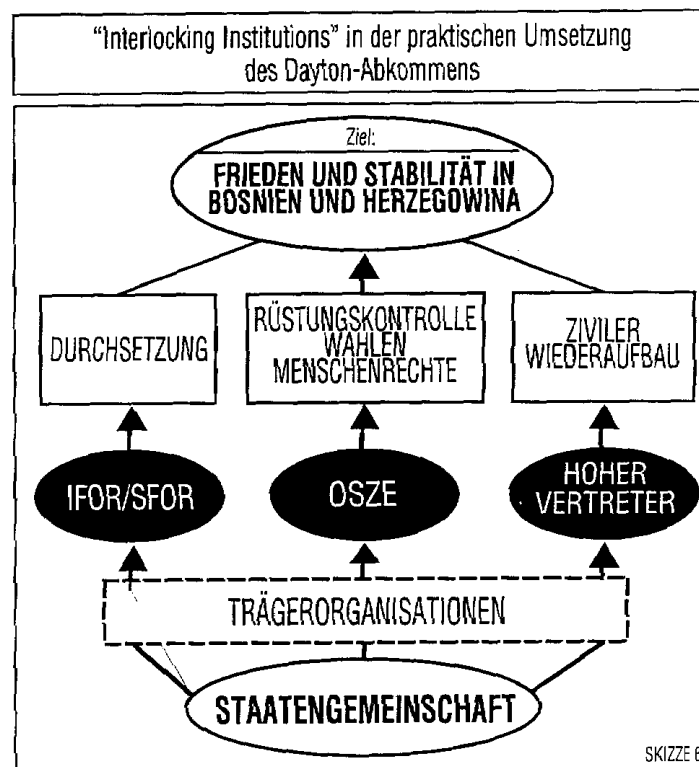 "Interlocking Institutions" in der praktischen Umsetzung
des Dayton-Abkommens
Ziel:
FRIEDEN UND STABILITÄT IN
BOSNIEN UND HERZEGOWINA
DURCHSETZUNG
RÜSTUNGSKONTROLLE
WAHLEN
MENSCHENRECHTE
ZIVILER
WIEDERAUFBAU
IFOR/SFOR
OSZE
HOHER
VERTRETER
TRÄGERORGANISATIONEN
STAATENGEMEINSCHAFT
SKIZZE 6